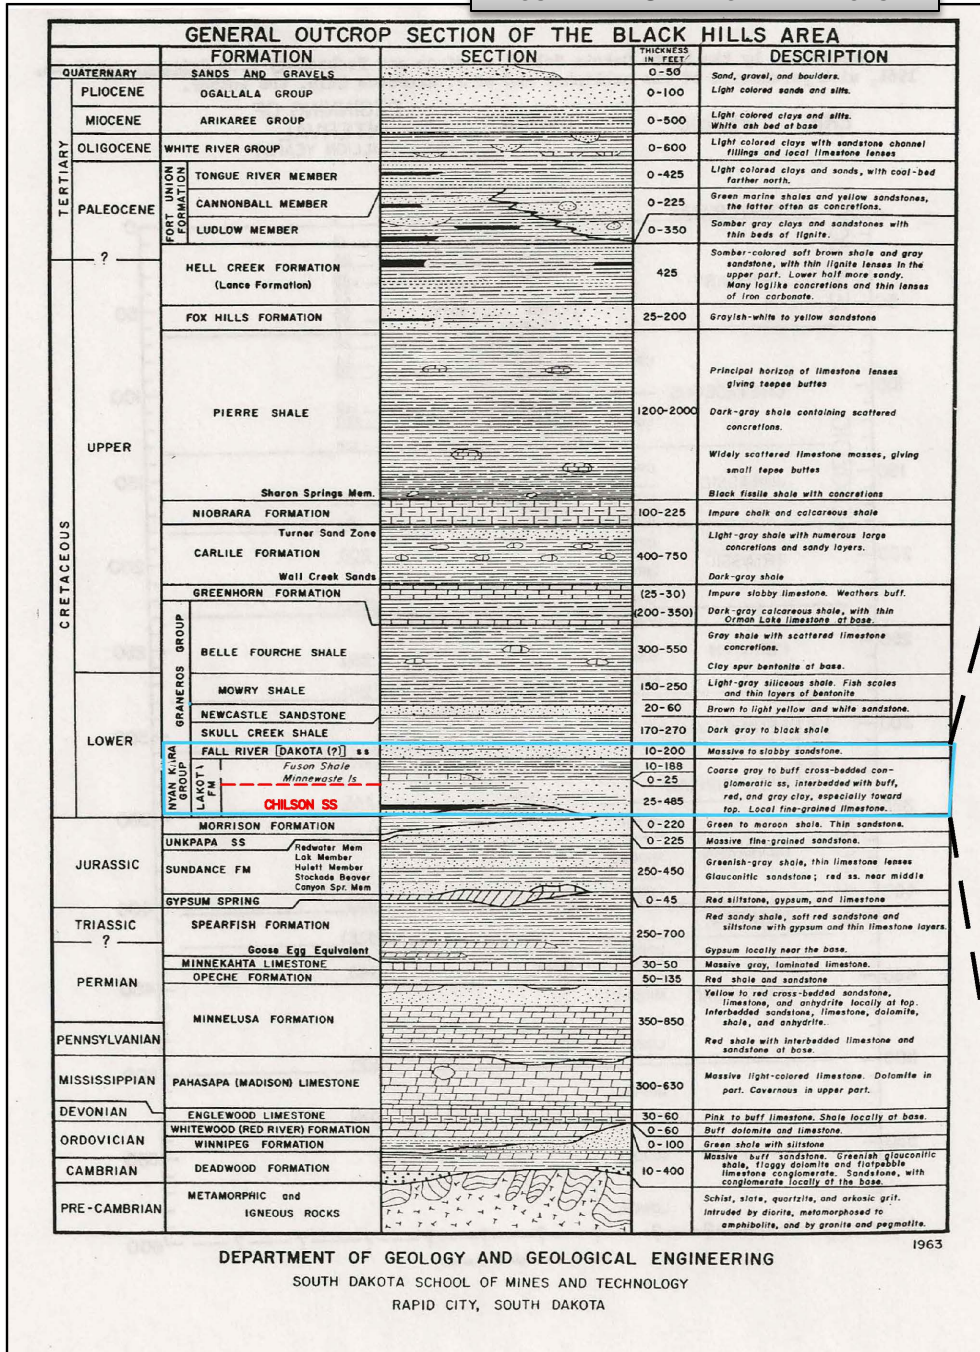 GENERAL OUTCROP SECTION OF THE BLACK HILLS AREA
FORMATION SECTION THICKNESS IN FEET DESCRIPTION
QUATERNARY SANDS AND GRAVELS 0-50 Sand, gravel, and boulders.
TERTIARY
PLIOCENE OGALLALA GROUP 0-100 Light colored sands and silts.
MIOCENE ARIKAREE GROUP 0-500 Light colored clays and silts.
White ash bed at base
OLIGOCENE WHITE RIVER GROUP 0-600 Light colored clays with sandstone channel
fillings and local limestone lenses
PALEOCENE
FORT UNION FORMATION
TONGUE RIVER MEMBER 0-425 Light colored clays and sands, with coal-bed
farther north.
CANNONBALL MEMBER 0-225 Green marine shales and yellow sandstones,
the latter often as concretions.
LUDLOW MEMBER 0-350 Somber gray clays and sandstones with
thin beds of lignite.
?
CRETACEOUS
UPPER
HELL CREEK FORMATION
(Lance Formation)
425
Somber-colored soft brown shale and gray
sandstone, with thin lignite lenses in the
upper part. Lower half more sandy.
Many loglike concretions and thin lenses
of iron carbonate.
FOX HILLS FORMATION 25-200 Grayish-white to yellow sandstone
PIERRE SHALE 1200-2000
Principal horizon of limestone lenses
giving teepee buttes
Dark-gray shale containing scattered
concretions.
Widely scattered limestone masses, giving
small tepee buttes
Sharon Springs Mem. Black fissile shale with concretions
NIOBRARA FORMATION 100-225 Impure chalk and calcareous shale
Turner Sand Zone
CARLILE FORMATION
Wall Creek Sands
400-750
Light-gray shale with numerous large
concretions and sandy layers.
Dark-gray shale
GREENHORN FORMATION (25-30) Impure slabby limestone. Weathers buff.
(200-350) Dark-gray calcareous shale, with thin
Orman Lake limestone at base.
GRANEROS GROUP
BELLE FOURCHE SHALE 300-550 Gray shale with scattered limestone
concretions.
Clay spur bentonite at base.
LOWER
MOWRY SHALE 150-250 Light-gray siliceous shale. Fish scales
and thin layers of bentonite
NEWCASTLE SANDSTONE 20-60 Brown to light yellow and white sandstone.
SKULL CREEK SHALE 170-270 Dark gray to black shale
INYAN KARA GROUP
FALL RIVER [DAKOTA (?)] ss 10-200 Massive to slabby sandstone.
LAKOTA FM
Fuson Shale 10-188
Minnewaste ls 0-25
CHILSON SS 25-485
Coarse gray to buff cross-bedded con-
glomeratic ss, interbedded with buff,
red, and gray clay, especially toward
top. Local fine-grained limestone.
JURASSIC
MORRISON FORMATION 0-220 Green to maroon shale. Thin sandstone.
UNKPAPA SS 0-225 Massive fine-grained sandstone.
SUNDANCE FM
Redwater Mem
Lak Member
Hulett Member
Stockade Beaver
Canyon Spr. Mem
250-450
Greenish-gray shale, thin limestone lenses
Glauconitic sandstone; red ss. near middle
GYPSUM SPRING 0-45 Red siltstone, gypsum, and limestone
TRIASSIC
?
SPEARFISH FORMATION 250-700
Red sandy shale, soft red sandstone and
siltstone with gypsum and thin limestone layers.
Goose Egg Equivalent Gypsum locally near the base.
PERMIAN
MINNEKAHTA LIMESTONE 30-50 Massive gray, laminated limestone.
OPECHE FORMATION 50-135 Red shale and sandstone
MINNELUSA FORMATION 350-850
Yellow to red cross-bedded sandstone,
limestone, and anhydrite locally at top.
Interbedded sandstone, limestone, dolomite,
shale, and anhydrite.
PENNSYLVANIAN
Red shale with interbedded limestone and
sandstone at base.
MISSISSIPPIAN PAHASAPA (MADISON) LIMESTONE 300-630 Massive light-colored limestone. Dolomite in
part. Cavernous in upper part.
DEVONIAN ENGLEWOOD LIMESTONE 30-60 Pink to buff limestone. Shale locally at base.
ORDOVICIAN WHITEWOOD (RED RIVER) FORMATION 0-60 Buff dolomite and limestone.
WINNIPEG FORMATION 0-100 Green shale with siltstone
CAMBRIAN DEADWOOD FORMATION 10-400
Massive buff sandstone. Greenish glauconitic
shale, flaggy dolomite and flatpebble
limestone conglomerate. Sandstone, with
conglomerate locally at the base.
PRE-CAMBRIAN METAMORPHIC and
IGNEOUS ROCKS
Schist, slate, quartzite, and arkosic grit.
Intruded by diorite, metamorphosed to
amphibolite, and by granite and pegmatite.
1963
DEPARTMENT OF GEOLOGY AND GEOLOGICAL ENGINEERING
SOUTH DAKOTA SCHOOL OF MINES AND TECHNOLOGY
RAPID CITY, SOUTH DAKOTA